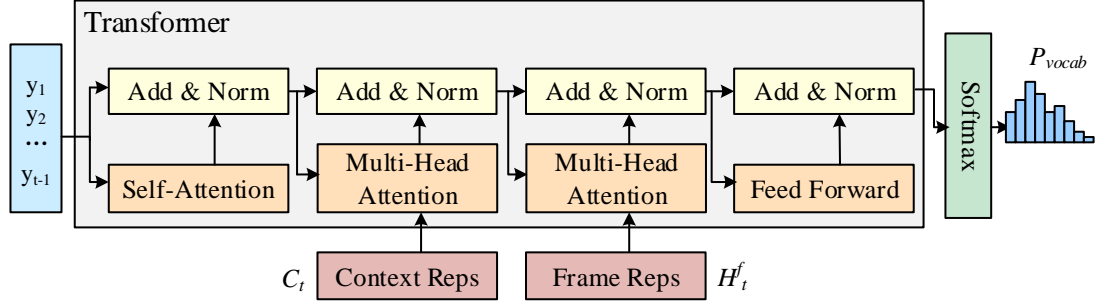 Transformer
y1
y2
...
yt-1
Add & Norm
Add & Norm
Add & Norm
Add & Norm
Self-Attention
Multi-Head
Attention
Multi-Head
Attention
Feed Forward
Softmax
Pvocab
Ct
Context Reps
Frame Reps
H^f_t